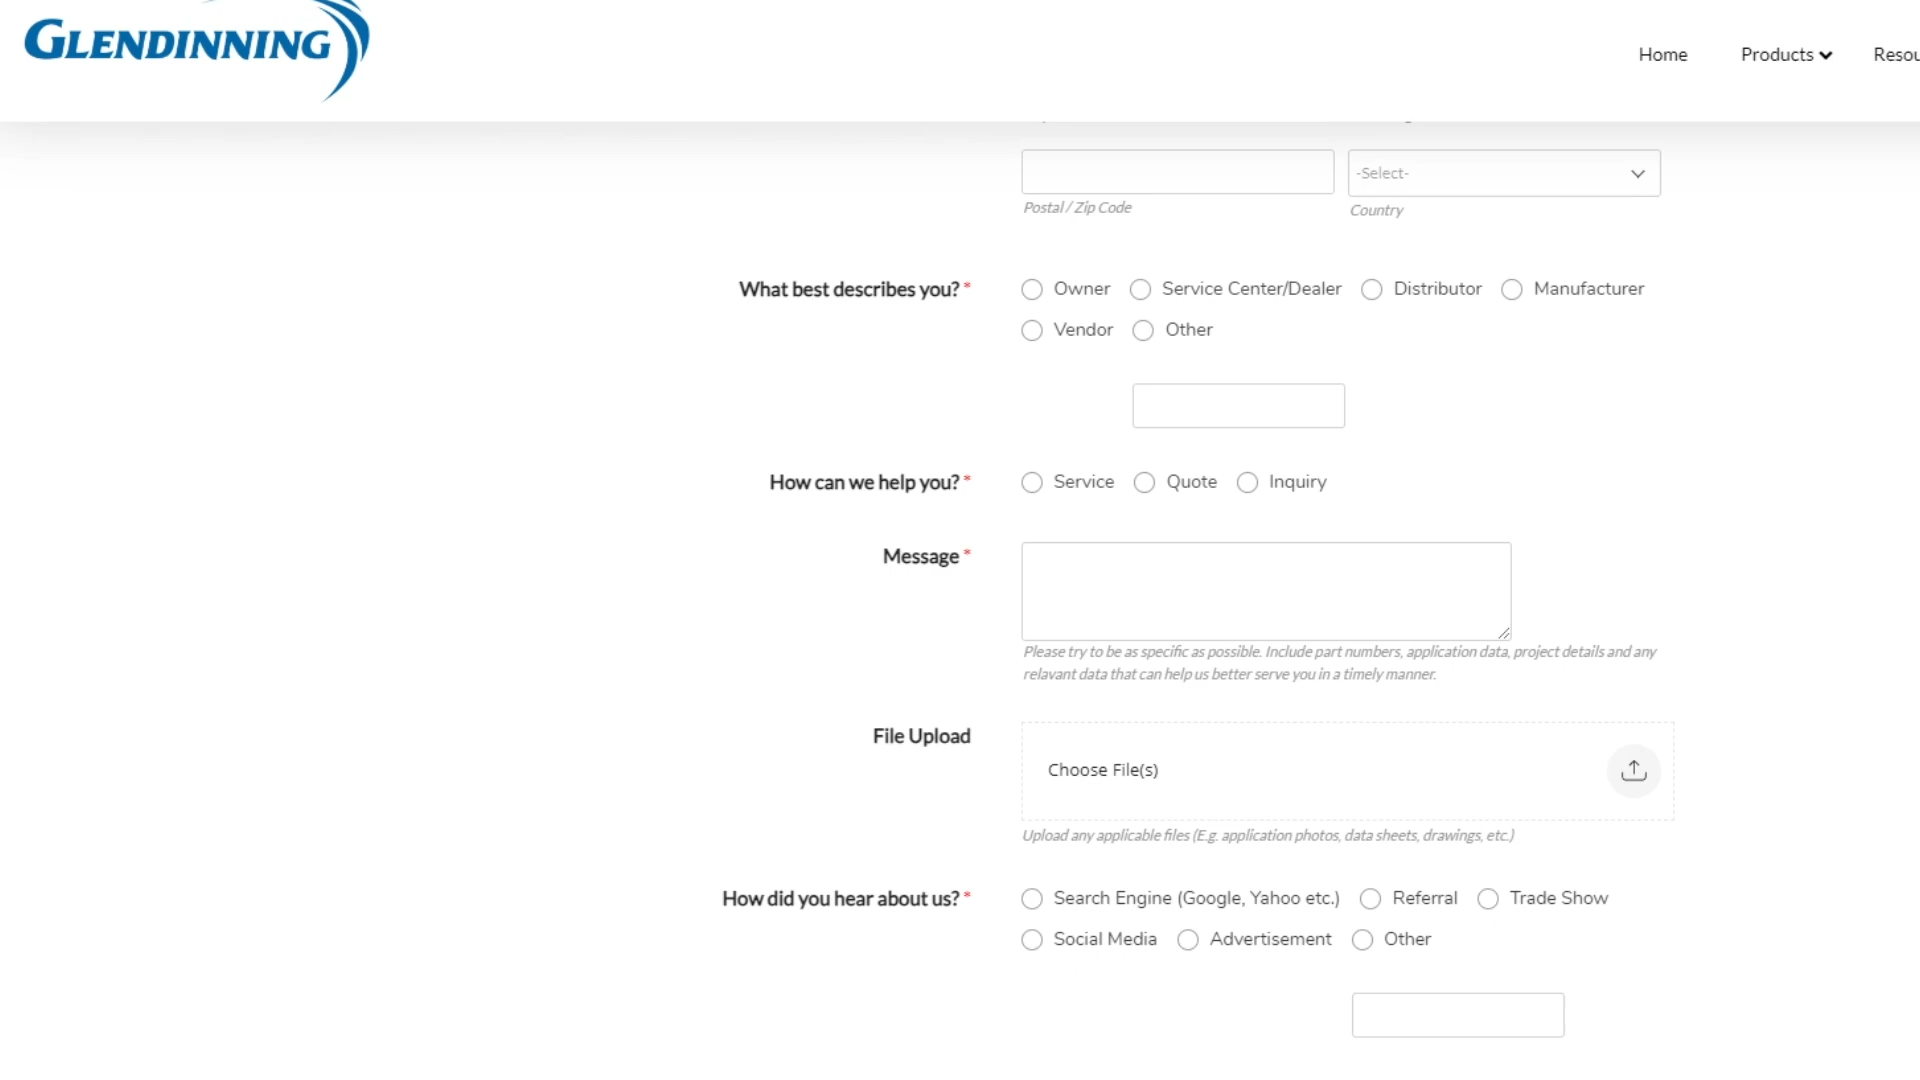 GLENDINNING
Home Products
Postal / Zip Code
-Select-
Country
What best describes you? *
Owner Service Center/Dealer Distributor Manufacturer
Vendor Other
How can we help you? *
Service Quote Inquiry
Message *
Please try to be as specific as possible. Include part numbers, application data, project details and any
relavant data that can help us better serve you in a timely manner.
File Upload
Choose File(s)
Upload any applicable files (E.g. application photos, data sheets, drawings, etc.)
How did you hear about us? *
Search Engine (Google, Yahoo etc.) Referral Trade Show
Social Media Advertisement Other